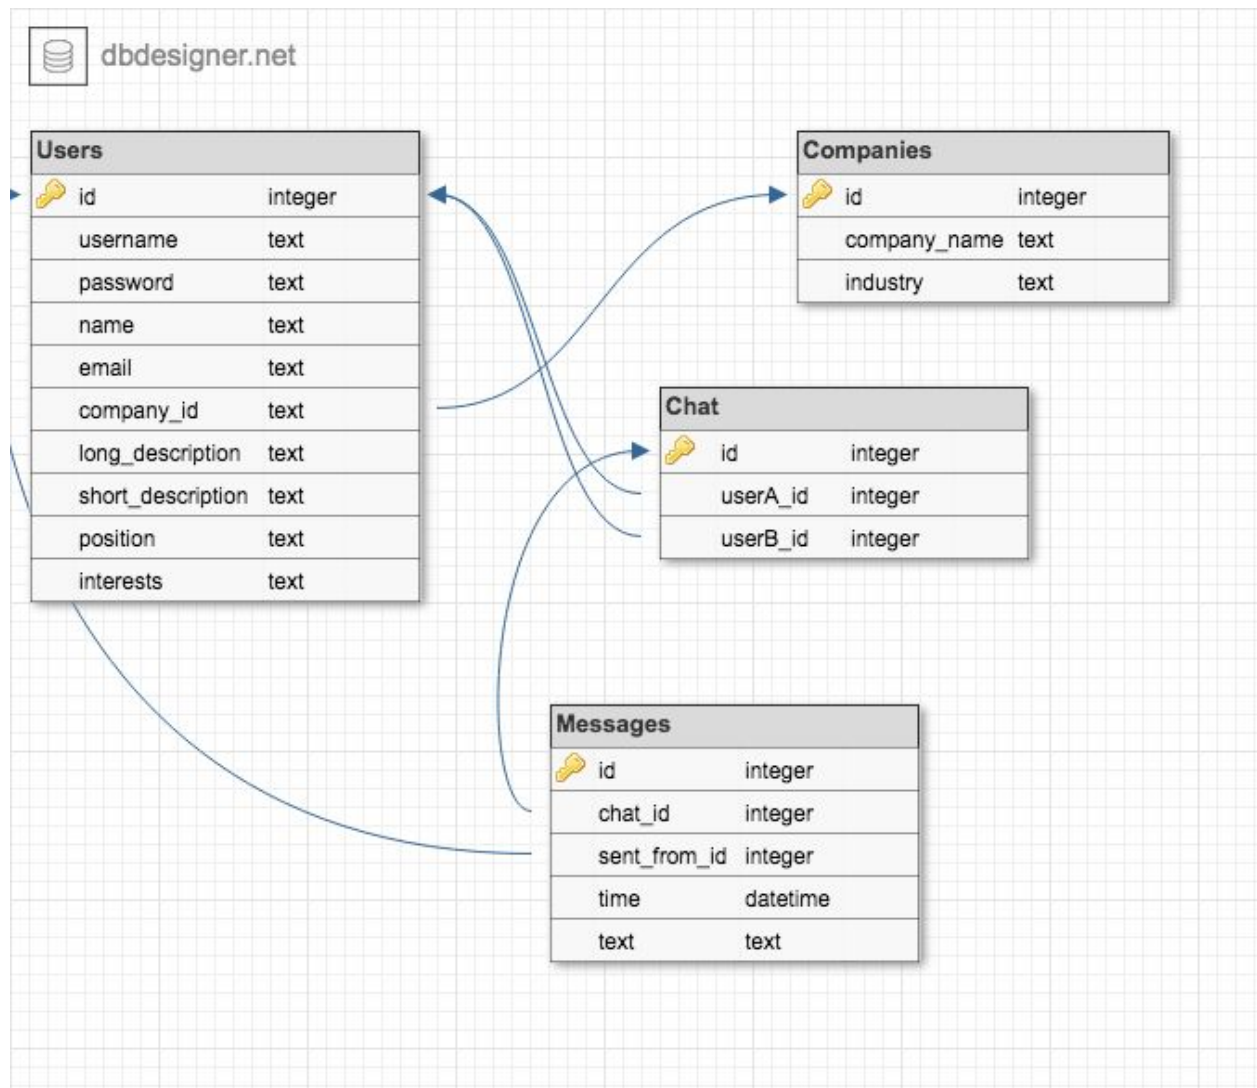 dbdesigner.net
Users
id integer
username text
password text
name text
email text
company_id text
long_description text
short_description text
position text
interests text
Companies
id integer
company_name text
industry text
Chat
id integer
userA_id integer
userB_id integer
Messages
id integer
chat_id integer
sent_from_id integer
time datetime
text text